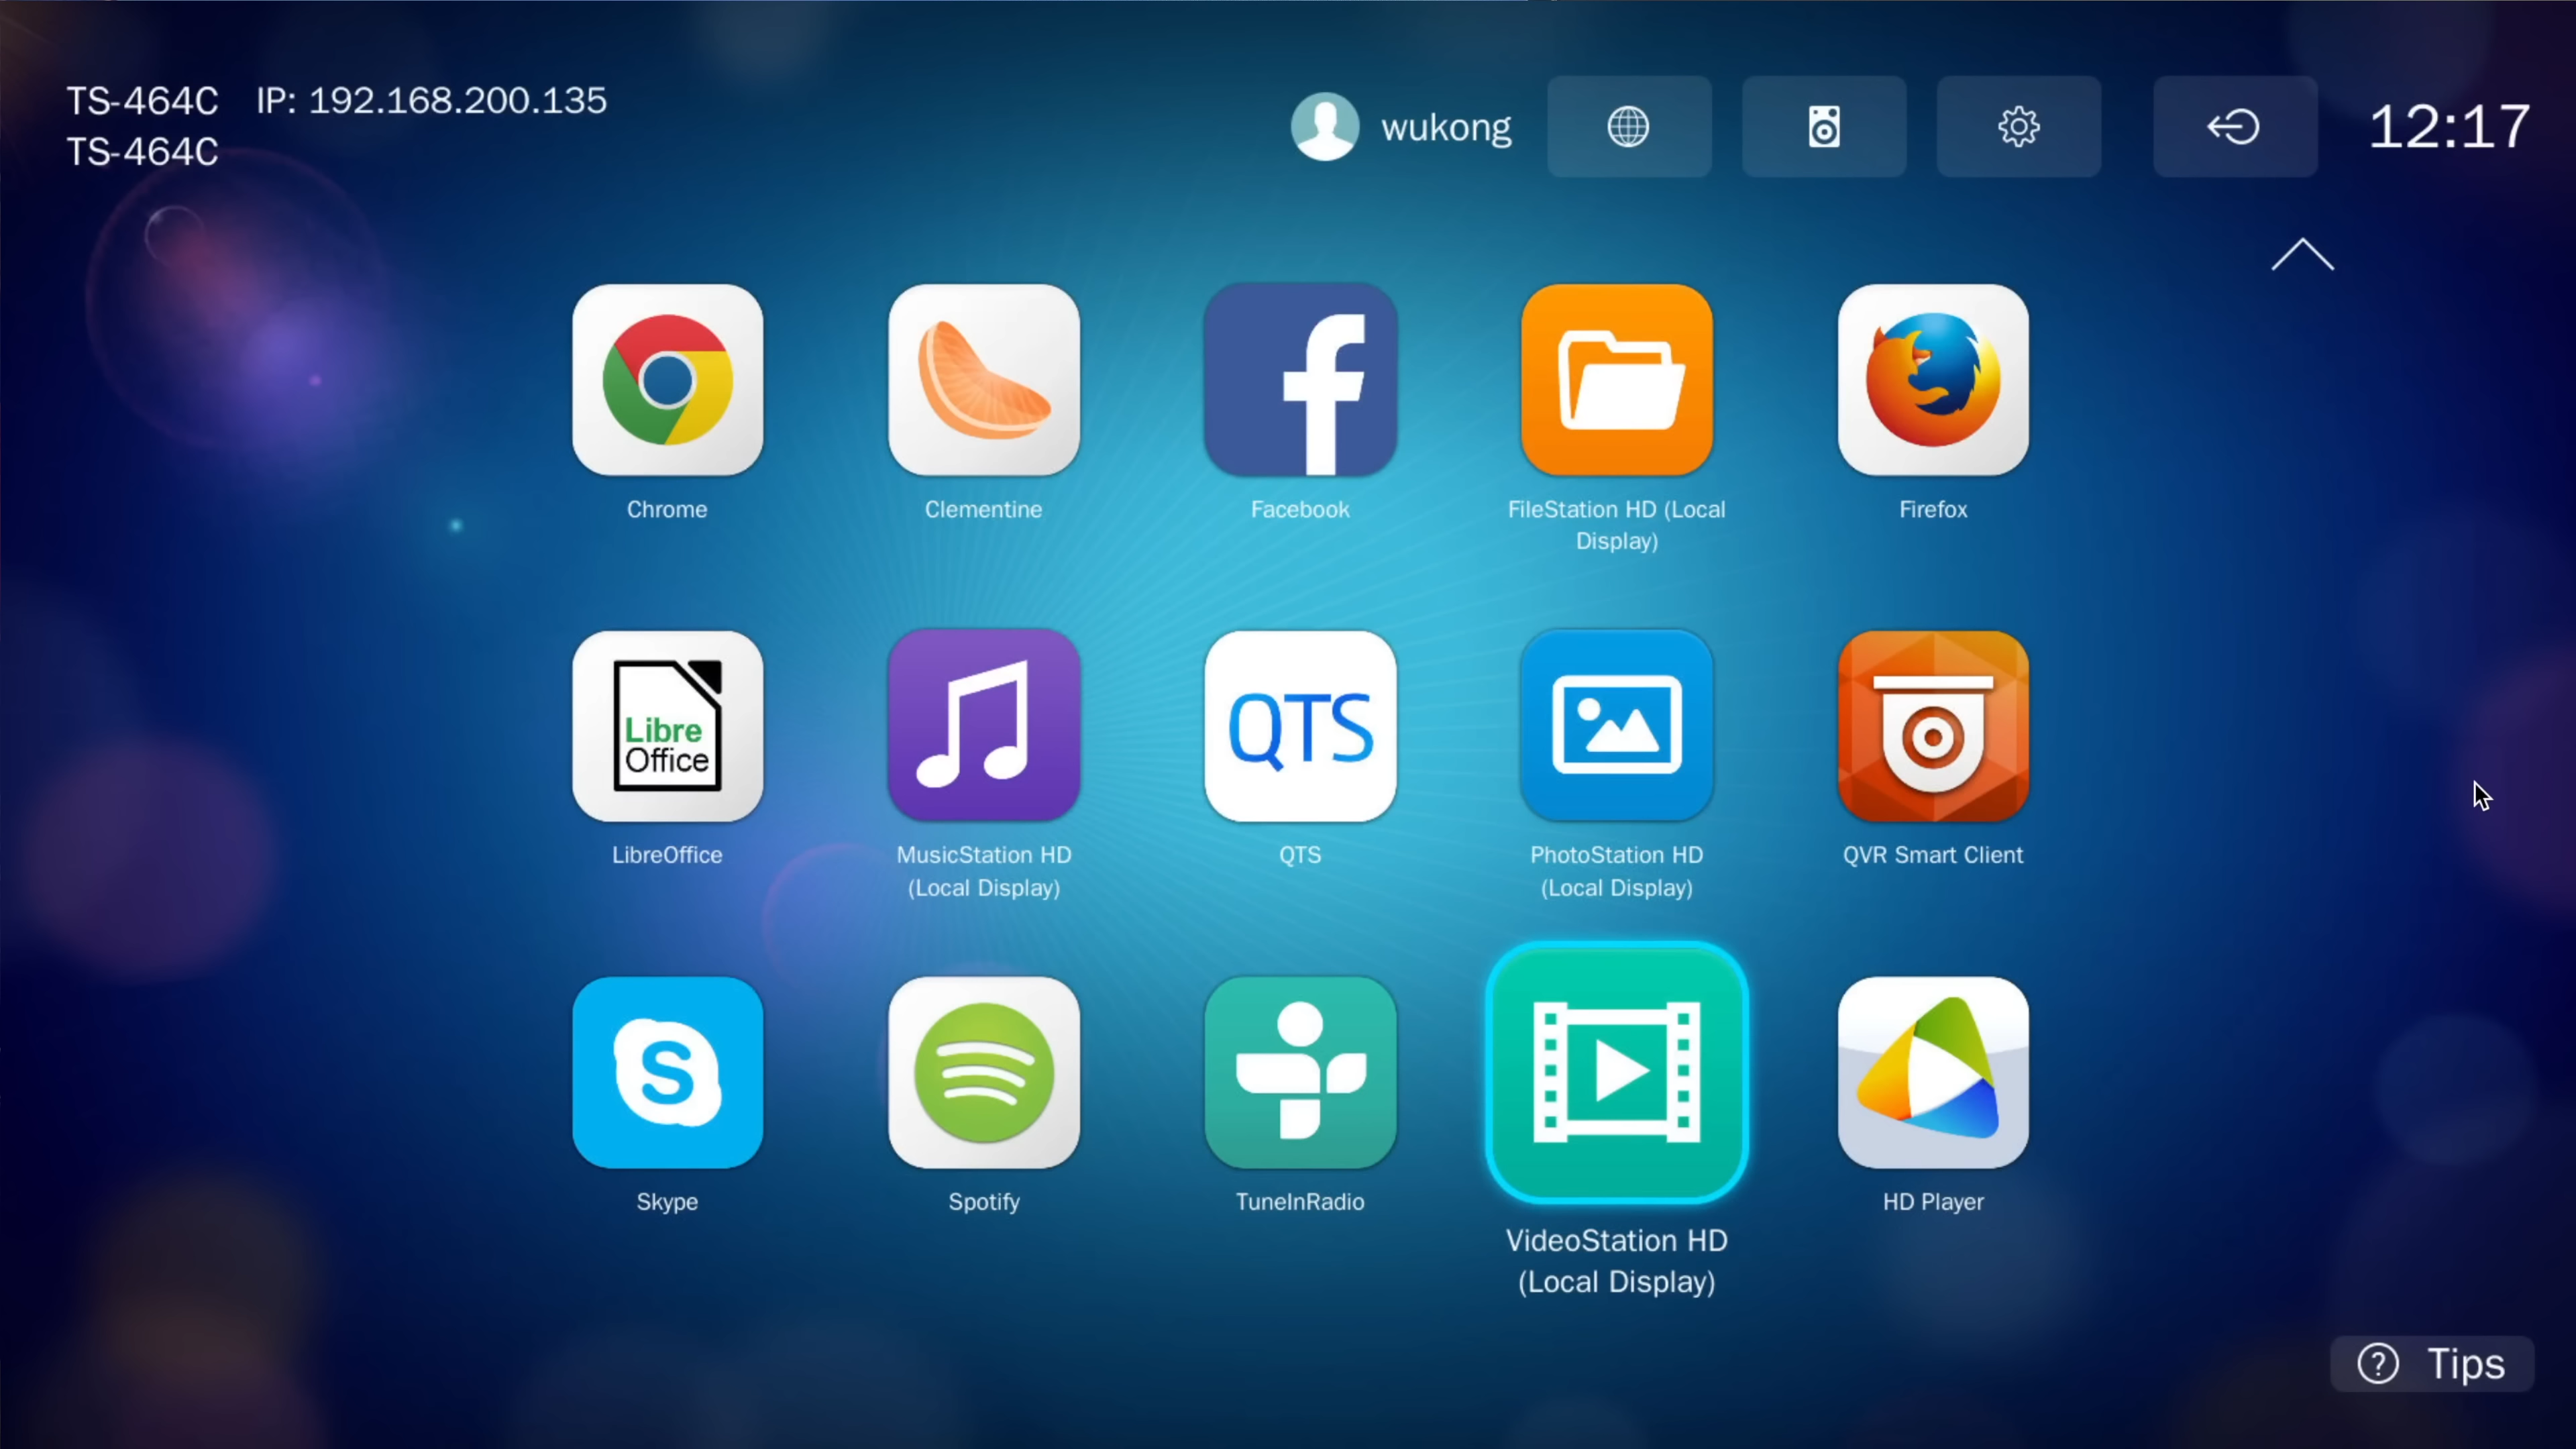 TS-464C IP: 192.168.200.135
TS-464C
wukong
12:17
Chrome
Clementine
Facebook
FileStation HD (Local
Display)
Firefox
Libre
Office
QTS
LibreOffice
MusicStation HD
(Local Display)
QTS
PhotoStation HD
(Local Display)
QVR Smart Client
S
Skype
Spotify
TuneInRadio
VideoStation HD
(Local Display)
HD Player
? Tips